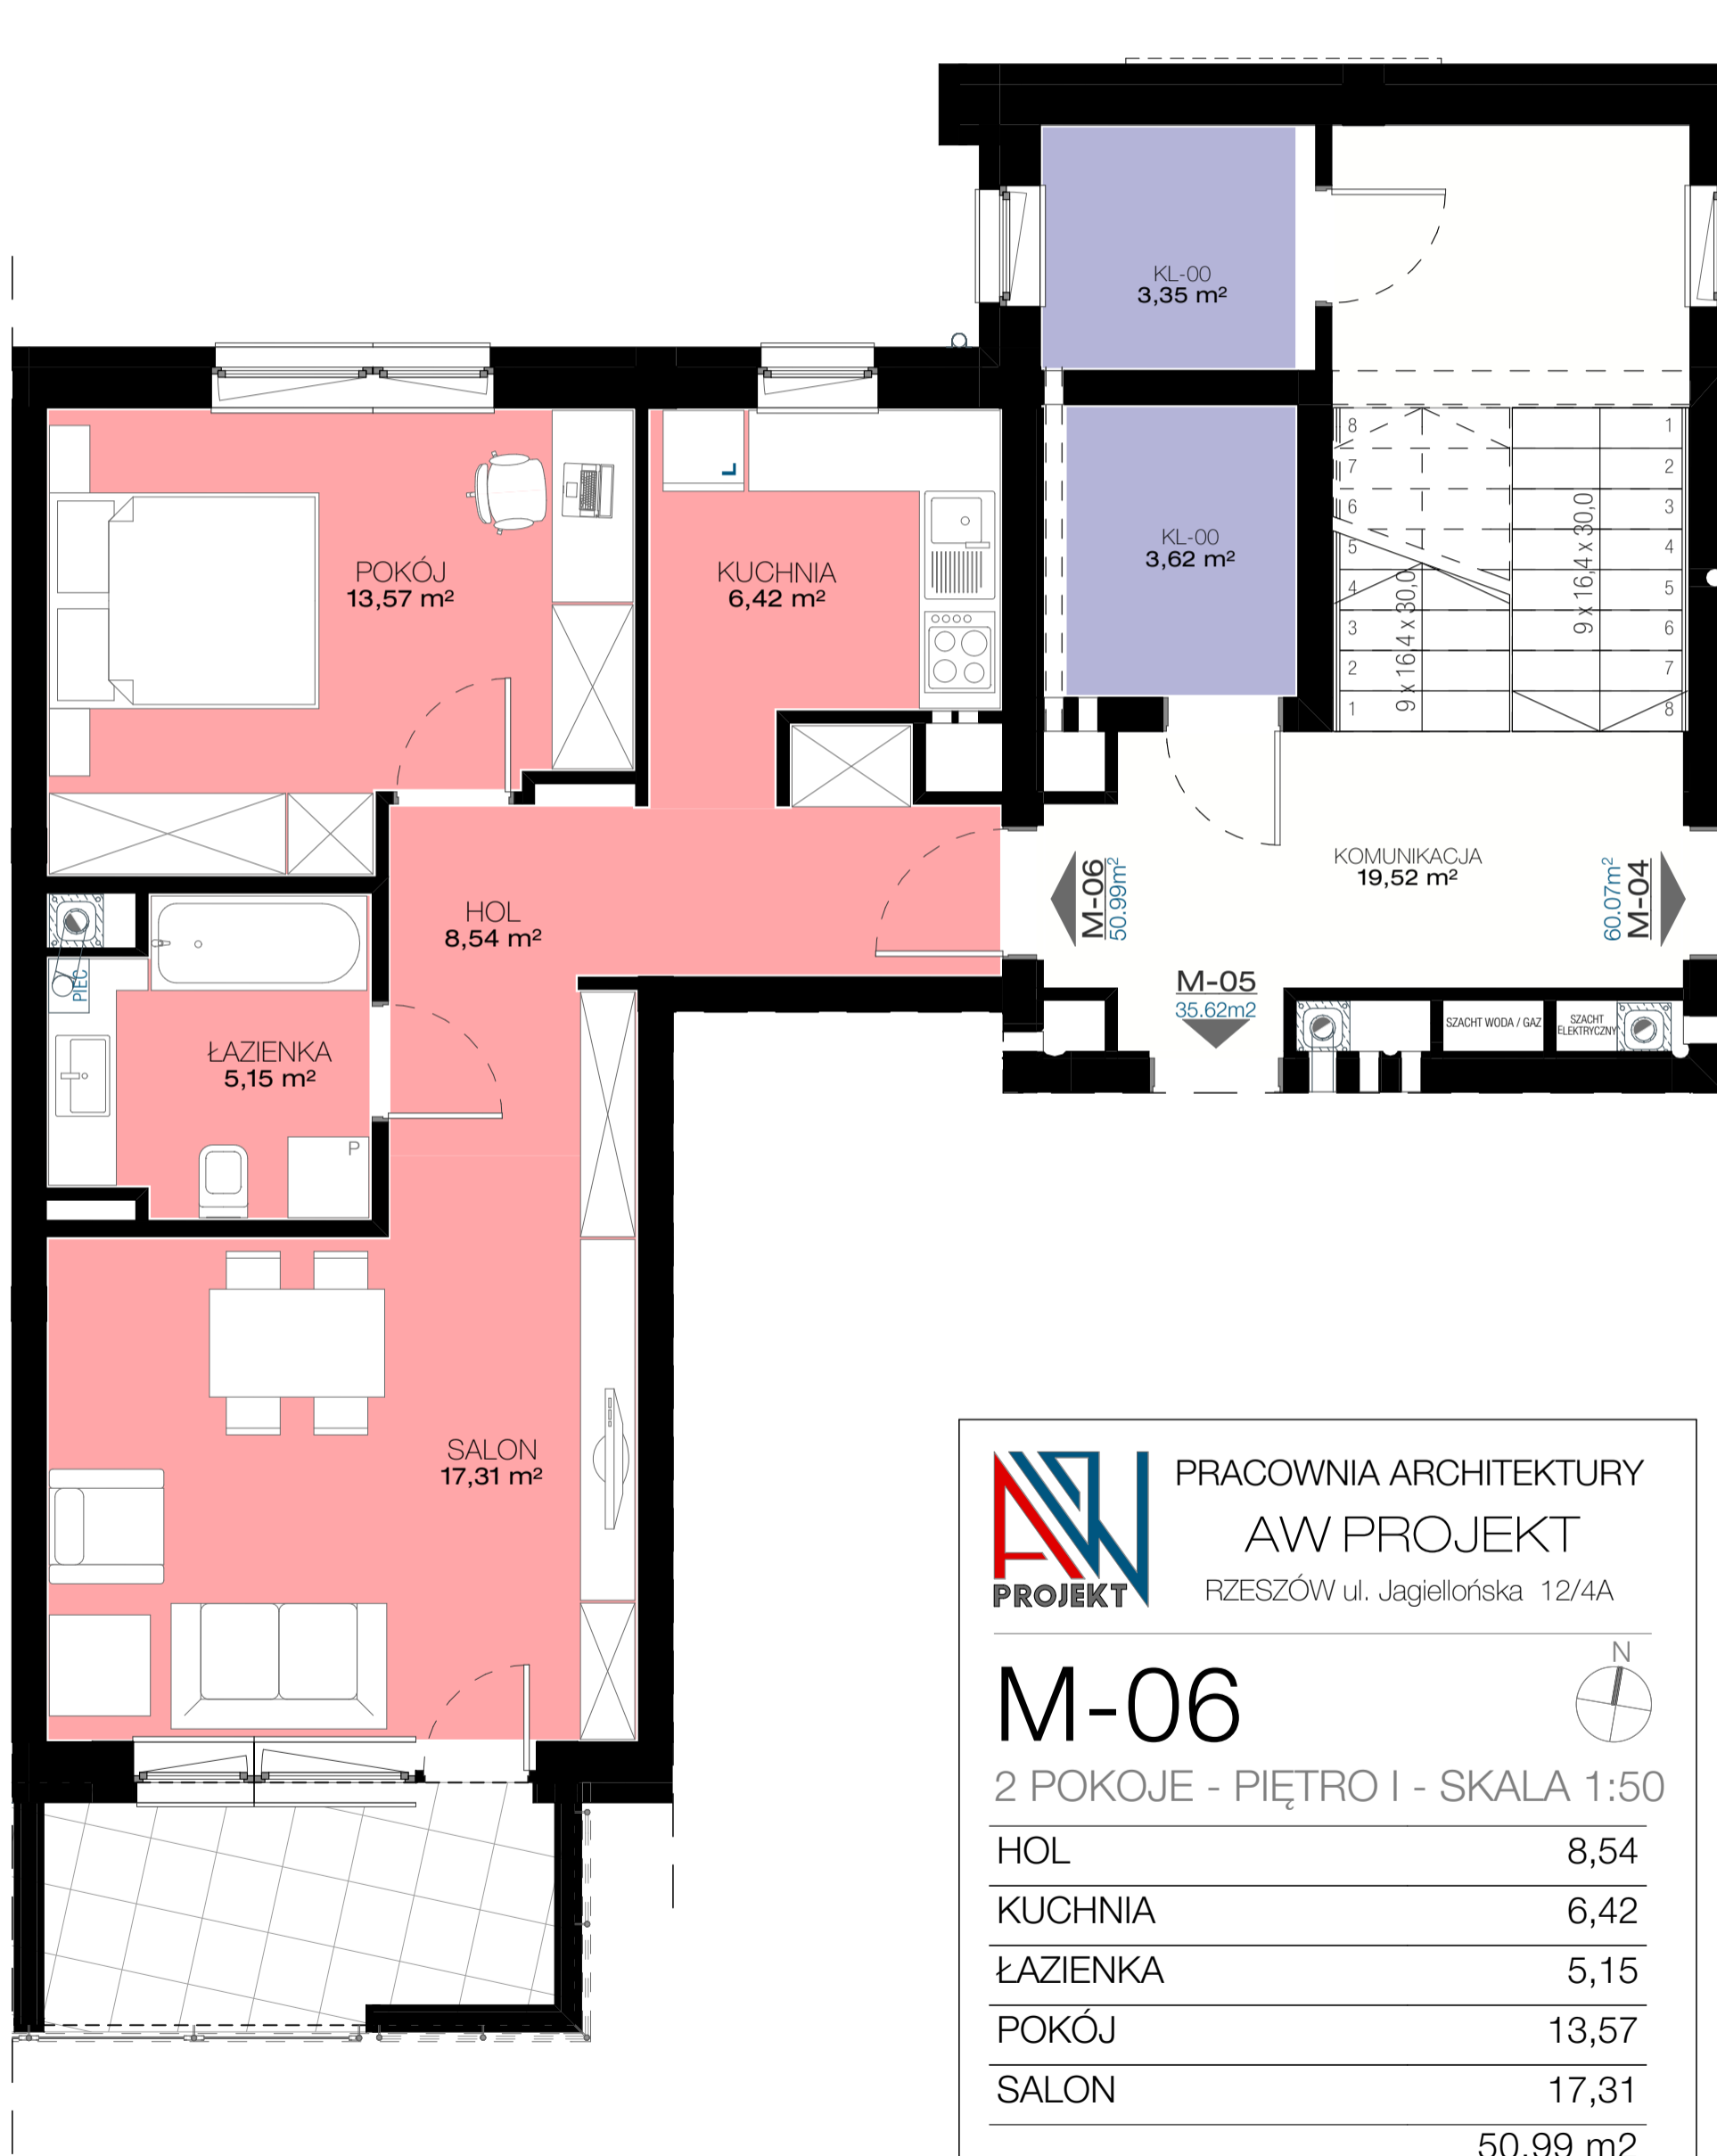 KL-00
3,35 m²
KL-00
3,62 m²
8
7
6
5
4
3
2
1
9 x 16,4 x 30,0
9 x 16,4 x 30,0
1
2
3
4
5
6
7
8
POKÓJ
13,57 m²
L
KUCHNIA
6,42 m²
HOL
8,54 m²
M-06
50.99m²
KOMUNIKACJA
19,52 m²
60.07m²
M-04
M-05
35.62m2
SZACHT WODA / GAZ
SZACHT
ELEKTRYCZNY
PIEC
ŁAZIENKA
5,15 m²
P
SALON
17,31 m²
AW
PROJEKT
PRACOWNIA ARCHITEKTURY
AW PROJEKT
RZESZÓW ul. Jagiellońska 12/4A
N
M-06
2 POKOJE - PIĘTRO I - SKALA 1:50
HOL 8,54
KUCHNIA 6,42
ŁAZIENKA 5,15
POKÓJ 13,57
SALON 17,31
50,99 m2